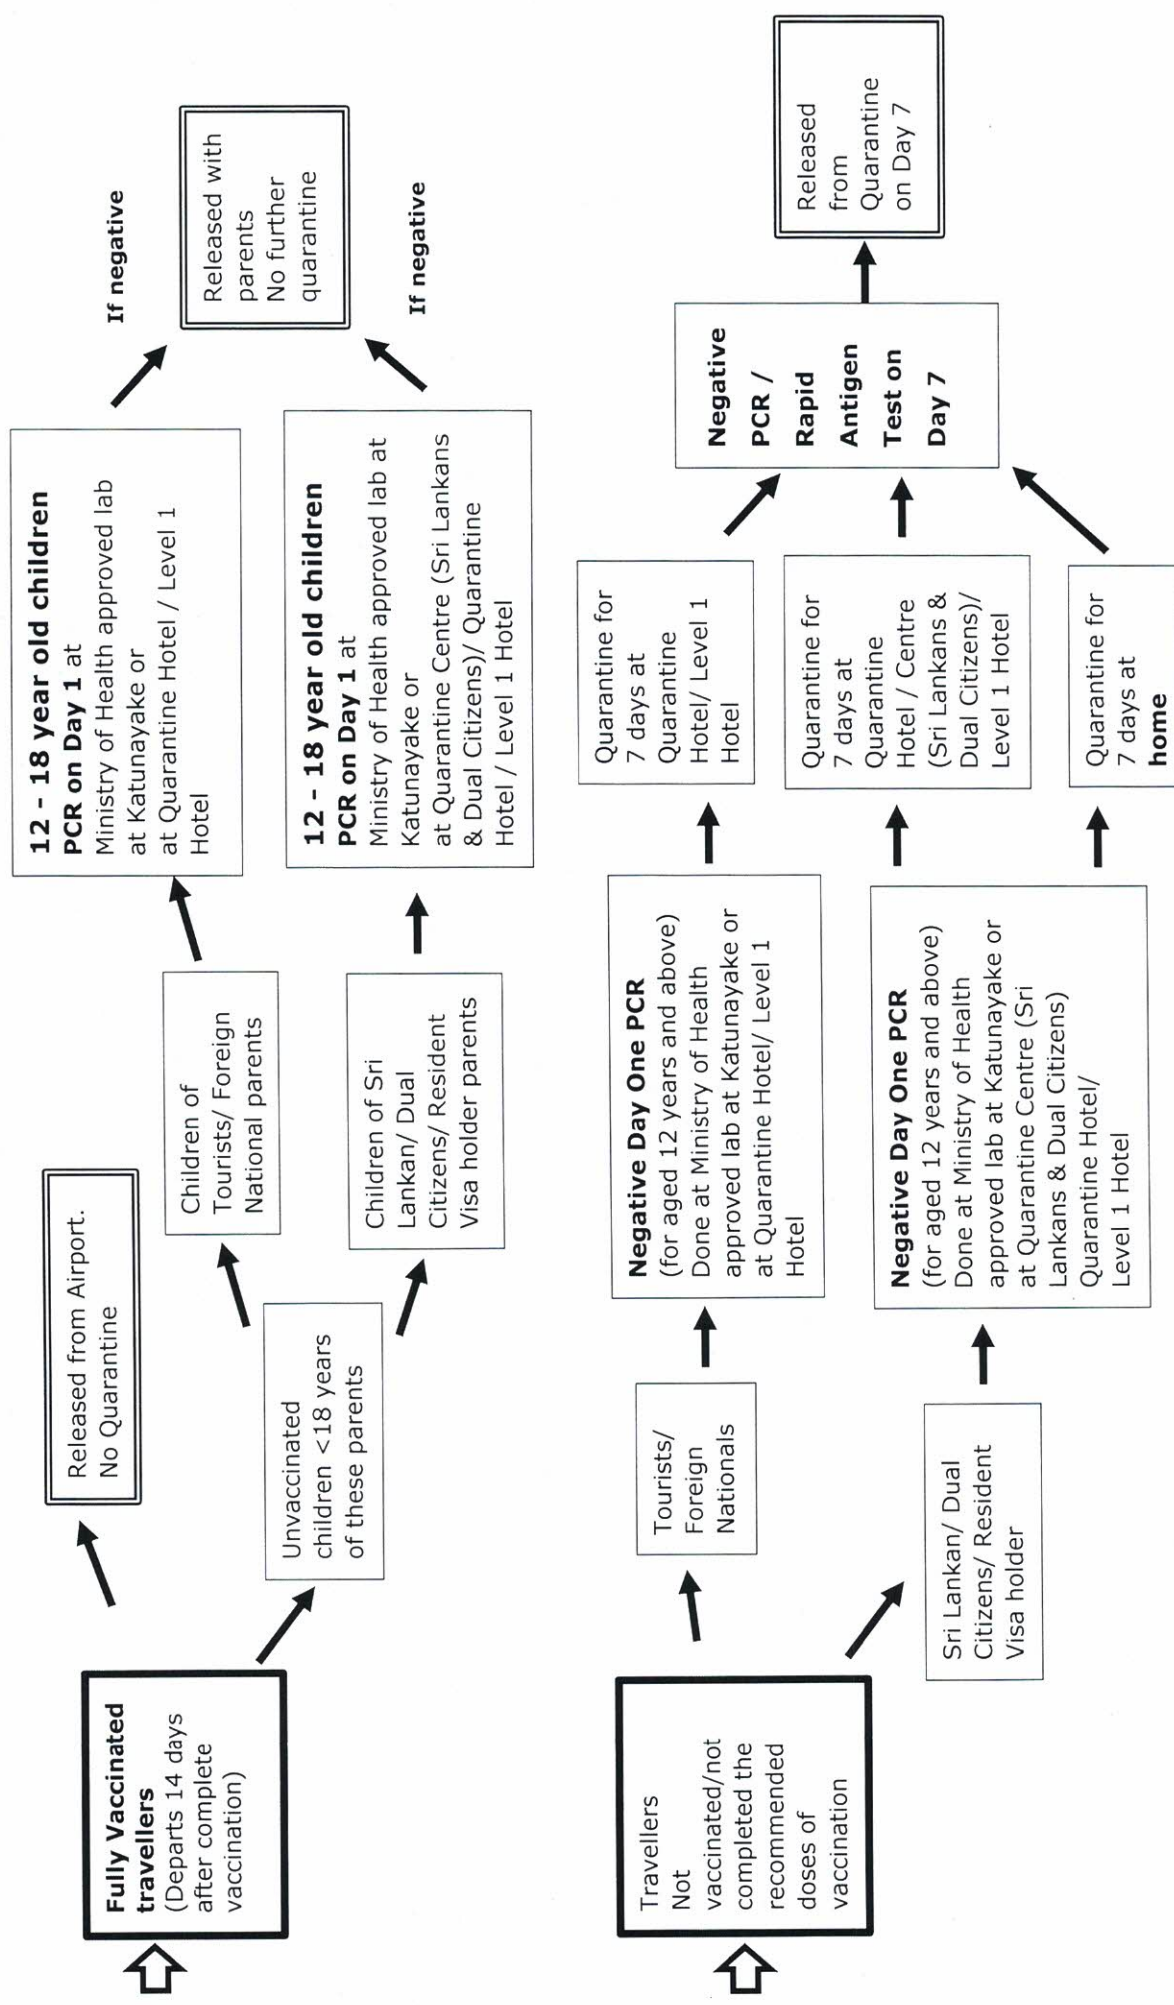 Fully Vaccinated
travellers
(Departs 14 days
after complete
vaccination)
Released from Airport.
No Quarantine
Unvaccinated
children <18 years
of these parents
Children of
Tourists/ Foreign
National parents
Children of Sri
Lankan/ Dual
Citizens/ Resident
Visa holder parents
12 - 18 year old children
PCR on Day 1 at
Ministry of Health approved lab
at Katunayake or
at Quarantine Hotel / Level 1
Hotel
12 - 18 year old children
PCR on Day 1 at
Ministry of Health approved lab at
Katunayake or
at Quarantine Centre (Sri Lankans
& Dual Citizens)/ Quarantine
Hotel / Level 1 Hotel
If negative
Released with
parents
No further
quarantine
If negative
Travellers
Not
vaccinated/not
completed the
recommended
doses of
vaccination
Tourists/
Foreign
Nationals
Sri Lankan/ Dual
Citizens/ Resident
Visa holder
Negative Day One PCR
(for aged 12 years and above)
Done at Ministry of Health
approved lab at Katunayake or
at Quarantine Hotel/ Level 1
Hotel
Negative Day One PCR
(for aged 12 years and above)
Done at Ministry of Health
approved lab at Katunayake or
at Quarantine Centre (Sri
Lankans & Dual Citizens)
Quarantine Hotel/
Level 1 Hotel
Quarantine for
7 days at
Quarantine
Hotel/ Level 1
Hotel
Quarantine for
7 days at
Quarantine
Hotel / Centre
(Sri Lankans &
Dual Citizens)/
Level 1 Hotel
Quarantine for
7 days at
home
Negative
PCR /
Rapid
Antigen
Test on
Day 7
Released
from
Quarantine
on Day 7